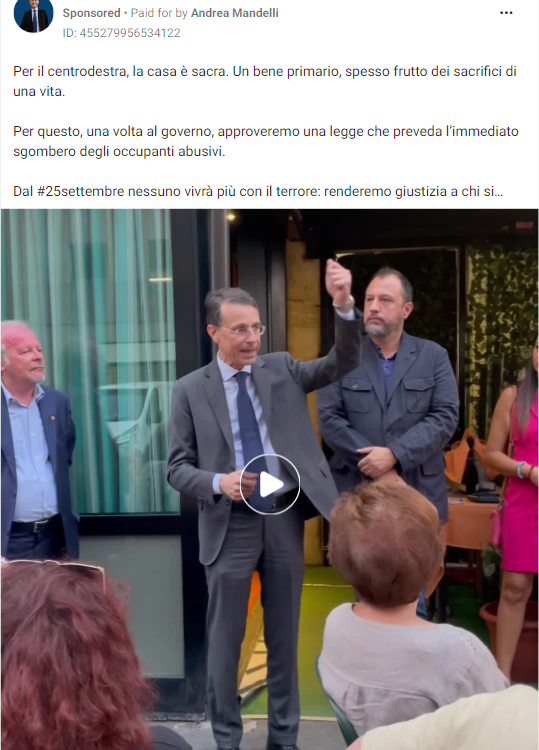 Sponsored • Paid for by Andrea Mandelli
ID: 455279956534122
Per il centrodestra, la casa è sacra. Un bene primario, spesso frutto dei sacrifici di
una vita.
Per questo, una volta al governo, approveremo una legge che preveda l'immediato
sgombero degli occupanti abusivi.
Dal #25settembre nessuno vivrà più con il terrore: renderemo giustizia a chi si...